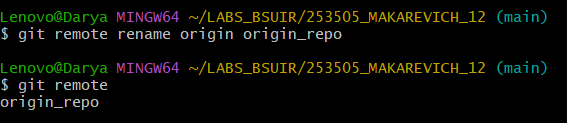 Lenovo@Darya MINGW64 ~/LABS_BSUIR/253505_MAKAREVICH_12 (main)
$ git remote rename origin origin_repo
Lenovo@Darya MINGW64 ~/LABS_BSUIR/253505_MAKAREVICH_12 (main)
$ git remote
origin_repo